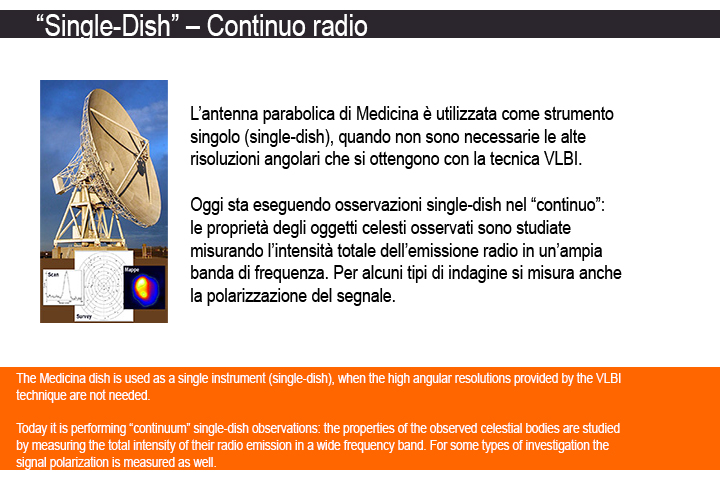 “Single-Dish” – Continuo radio
L’antenna parabolica di Medicina è utilizzata come strumento
singolo (single-dish), quando non sono necessarie le alte
risoluzioni angolari che si ottengono con la tecnica VLBI.
Oggi sta eseguendo osservazioni single-dish nel “continuo”:
le proprietà degli oggetti celesti osservati sono studiate
misurando l’intensità totale dell’emissione radio in un’ampia
banda di frequenza. Per alcuni tipi di indagine si misura anche
la polarizzazione del segnale.
Scan
Mappe
Survey
The Medicina dish is used as a single instrument (single-dish), when the high angular resolutions provided by the VLBI
technique are not needed.
Today it is performing “continuum” single-dish observations: the properties of the observed celestial bodies are studied
by measuring the total intensity of their radio emission in a wide frequency band. For some types of investigation the
signal polarization is measured as well.